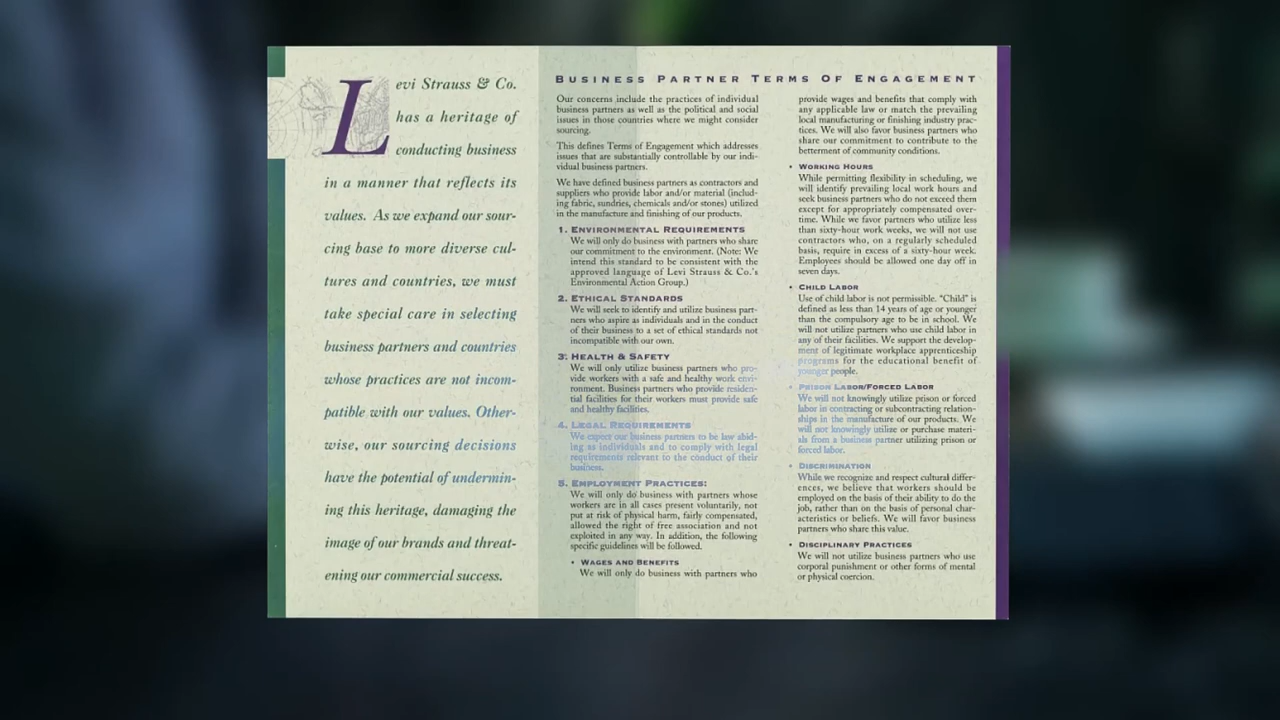 Levi Strauss & Co.
has a heritage of
conducting business
in a manner that reflects its
values. As we expand our sour-
cing base to more diverse cul-
tures and countries, we must
take special care in selecting
business partners and countries
whose practices are not incom-
patible with our values. Other-
wise, our sourcing decisions
have the potential of undermin-
ing this heritage, damaging the
image of our brands and threat-
ening our commercial success.
BUSINESS PARTNER TERMS OF ENGAGEMENT
Our concerns include the practices of individual
business partners as well as the political and social
issues in those countries where we might consider
sourcing.
This defines Terms of Engagement which addresses
issues that are substantially controllable by our indi-
vidual business partners.
We have defined business partners as contractors and
suppliers who provide labor and/or material (includ-
ing fabric, sundries, chemicals and/or stones) utilized
in the manufacture and finishing of our products.
1. ENVIRONMENTAL REQUIREMENTS
We will only do business with partners who share
our commitment to the environment. (Note: We
intend this standard to be consistent with the
approved language of Levi Strauss & Co.'s
Environmental Action Group.)
2. ETHICAL STANDARDS
We will seek to identify and utilize business part-
ners who aspire as individuals and in the conduct
of their business to a set of ethical standards not
incompatible with our own.
3. HEALTH & SAFETY
We will only utilize business partners who pro-
vide workers with a safe and healthy work envi-
ronment. Business partners who provide residen-
tial facilities for their workers must provide safe
and healthy facilities.
4. LEGAL REQUIREMENTS
We expect our business partners to be law abid-
ing as individuals and to comply with legal
requirements relevant to the conduct of their
business.
5. EMPLOYMENT PRACTICES:
We will only do business with partners whose
workers are in all cases present voluntarily, not
put at risk of physical harm, fairly compensated,
allowed the right of free association and not
exploited in any way. In addition, the following
specific guidelines will be followed.
• WAGES AND BENEFITS
We will only do business with partners who
provide wages and benefits that comply with
any applicable law or match the prevailing
local manufacturing or finishing industry prac-
tices. We will also favor business partners who
share our commitment to contribute to the
betterment of community conditions.
• WORKING HOURS
While permitting flexibility in scheduling, we
will identify prevailing local work hours and
seek business partners who do not exceed them
except for appropriately compensated over-
time. While we favor partners who utilize less
than sixty-hour work weeks, we will not use
contractors who, on a regularly scheduled
basis, require in excess of a sixty-hour week.
Employees should be allowed one day off in
seven days.
• CHILD LABOR
Use of child labor is not permissible. "Child" is
defined as less than 14 years of age or younger
than the compulsory age to be in school. We
will not utilize partners who use child labor in
any of their facilities. We support the develop-
ment of legitimate workplace apprenticeship
programs for the educational benefit of
younger people.
• PRISON LABOR/FORCED LABOR
We will not knowingly utilize prison or forced
labor in contracting or subcontracting relation-
ships in the manufacture of our products. We
will not knowingly utilize or purchase materi-
als from a business partner utilizing prison or
forced labor.
• DISCRIMINATION
While we recognize and respect cultural differ-
ences, we believe that workers should be
employed on the basis of their ability to do the
job, rather than on the basis of personal char-
acteristics or beliefs. We will favor business
partners who share this value.
• DISCIPLINARY PRACTICES
We will not utilize business partners who use
corporal punishment or other forms of mental
or physical coercion.